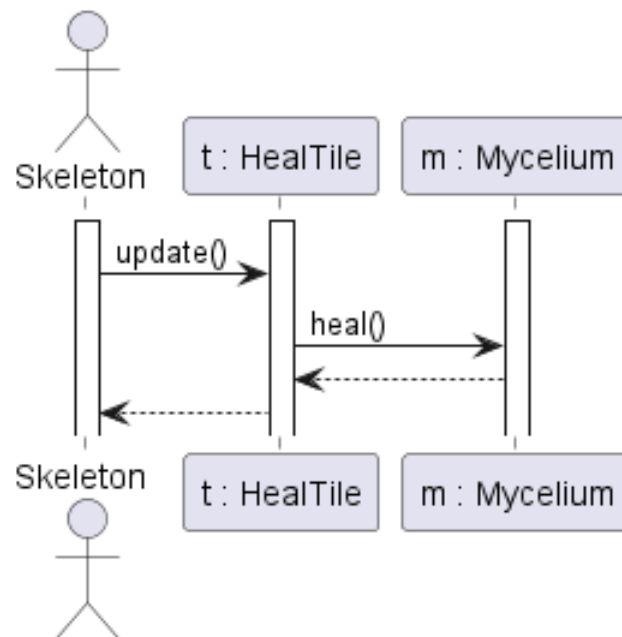 Skeleton
t : HealTile
m : Mycelium
update()
heal()
Skeleton
t : HealTile
m : Mycelium